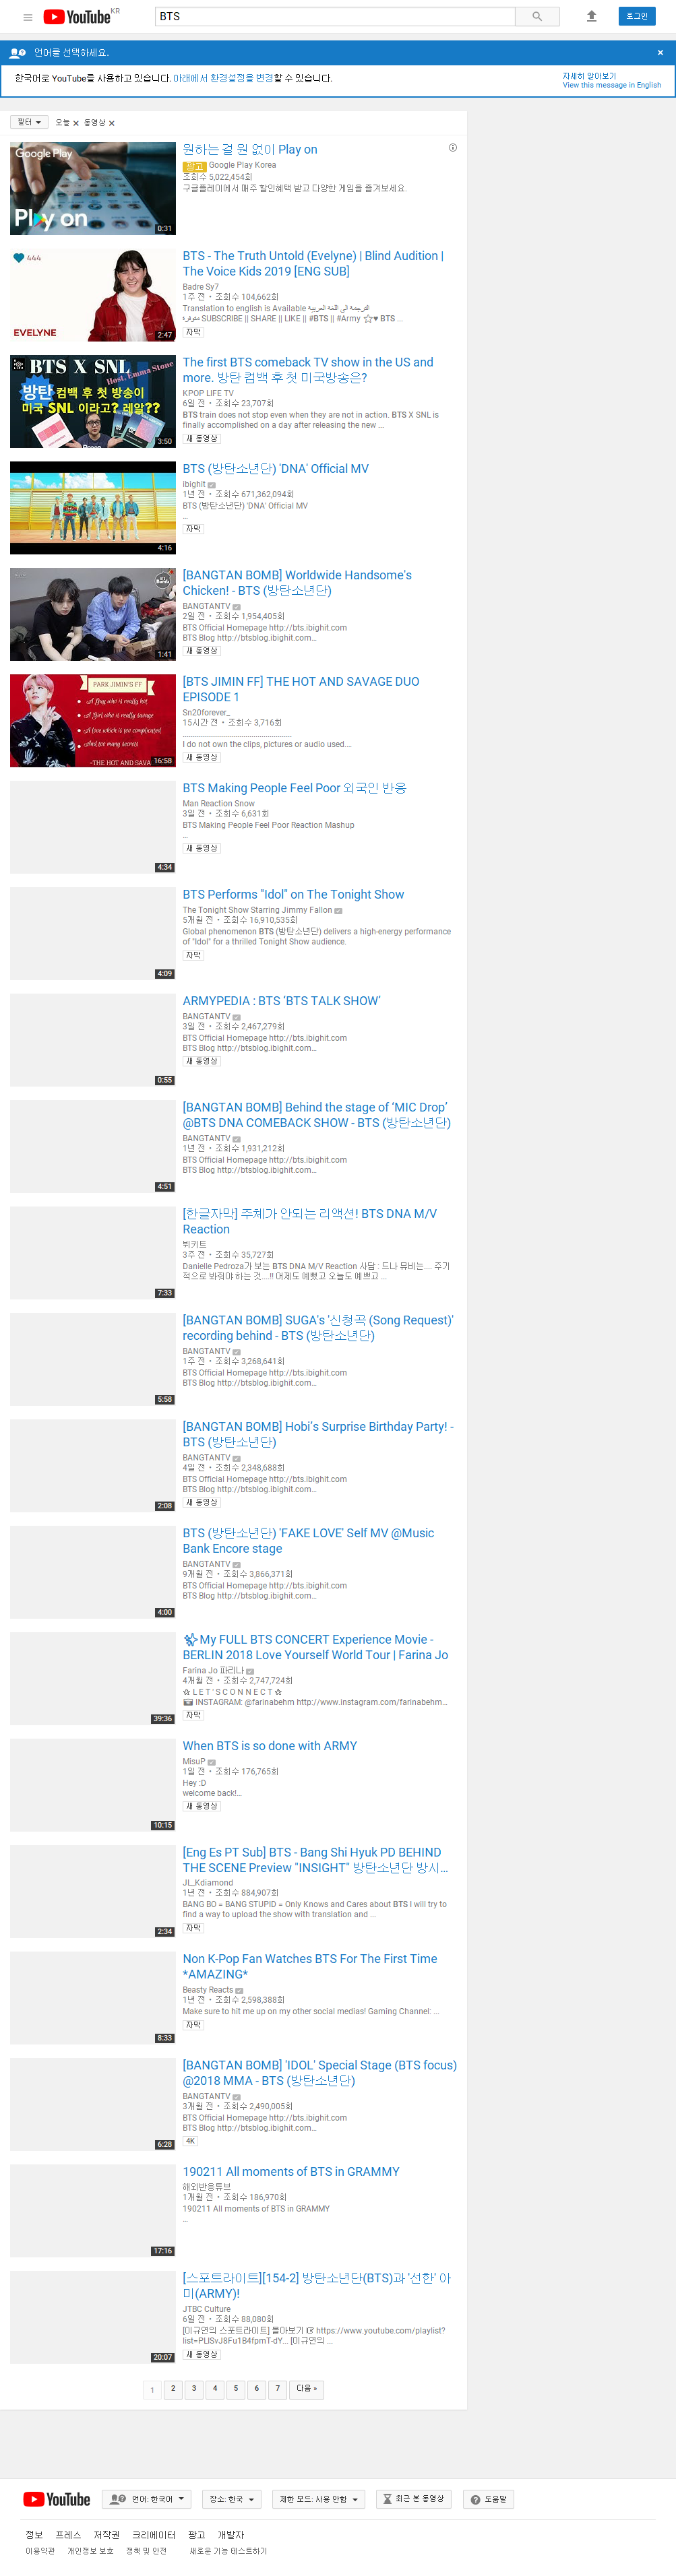 YouTube KR
BTS
로그인
언어를 선택하세요.
한국어로 YouTube를 사용하고 있습니다. 아래에서 환경설정을 변경할 수 있습니다.
자세히 알아보기
View this message in English
필터
오늘 × 동영상 ×
Google Play
Play on
0:31
원하는 걸 원 없이 Play on
광고 Google Play Korea
조회수 5,022,454회
구글플레이에서 매주 할인혜택 받고 다양한 게임을 즐겨보세요.
444
EVELYNE
2:47
BTS - The Truth Untold (Evelyne) | Blind Audition |
The Voice Kids 2019 [ENG SUB]
Badre Sy7
1주 전 • 조회수 104,662회
Translation to english is Available الترجمة الى اللغة العربية
متوفرة SUBSCRIBE || SHARE || LIKE || #BTS || #Army ☆♥ BTS ...
자막
BTS X SNL
Host. Emma Stone
방탄 컴백 후 첫 방송이
미국 SNL 이라고? 레알??
3:50
The first BTS comeback TV show in the US and
more. 방탄 컴백 후 첫 미국방송은?
KPOP LIFE TV
6일 전 • 조회수 23,707회
BTS train does not stop even when they are not in action. BTS X SNL is
finally accomplished on a day after releasing the new ...
새 동영상
4:16
BTS (방탄소년단) 'DNA' Official MV
ibighit
1년 전 • 조회수 671,362,094회
BTS (방탄소년단) 'DNA' Official MV
...
자막
1:41
[BANGTAN BOMB] Worldwide Handsome's
Chicken! - BTS (방탄소년단)
BANGTANTV
2일 전 • 조회수 1,954,405회
BTS Official Homepage http://bts.ibighit.com
BTS Blog http://btsblog.ibighit.com...
새 동영상
PARK JIMIN'S FF
A Guy who is really hot
A Girl who is really savage
A love which is too complicated
And too many secrets
-THE HOT AND SAVA
16:58
[BTS JIMIN FF] THE HOT AND SAVAGE DUO
EPISODE 1
Sn20forever_
15시간 전 • 조회수 3,716회
I do not own the clips, pictures or audio used....
새 동영상
4:34
BTS Making People Feel Poor 외국인 반응
Man Reaction Snow
3일 전 • 조회수 6,631회
BTS Making People Feel Poor Reaction Mashup
...
새 동영상
4:09
BTS Performs "Idol" on The Tonight Show
The Tonight Show Starring Jimmy Fallon
5개월 전 • 조회수 16,910,535회
Global phenomenon BTS (방탄소년단) delivers a high-energy performance
of "Idol" for a thrilled Tonight Show audience.
자막
0:55
ARMYPEDIA : BTS ‘BTS TALK SHOW’
BANGTANTV
3일 전 • 조회수 2,467,279회
BTS Official Homepage http://bts.ibighit.com
BTS Blog http://btsblog.ibighit.com...
새 동영상
4:51
[BANGTAN BOMB] Behind the stage of ‘MIC Drop’
@BTS DNA COMEBACK SHOW - BTS (방탄소년단)
BANGTANTV
1년 전 • 조회수 1,931,212회
BTS Official Homepage http://bts.ibighit.com
BTS Blog http://btsblog.ibighit.com...
7:33
[한글자막] 주체가 안되는 리액션! BTS DNA M/V
Reaction
뷔키트
3주 전 • 조회수 35,727회
Danielle Pedroza가 보는 BTS DNA M/V Reaction 사담 : 드나 뮤비는.... 주기
적으로 봐줘야 하는 것....!! 어제도 예뻤고 오늘도 예쁘고 ...
5:58
[BANGTAN BOMB] SUGA's '신청곡 (Song Request)'
recording behind - BTS (방탄소년단)
BANGTANTV
1주 전 • 조회수 3,268,641회
BTS Official Homepage http://bts.ibighit.com
BTS Blog http://btsblog.ibighit.com...
2:08
[BANGTAN BOMB] Hobi’s Surprise Birthday Party! -
BTS (방탄소년단)
BANGTANTV
4일 전 • 조회수 2,348,688회
BTS Official Homepage http://bts.ibighit.com
BTS Blog http://btsblog.ibighit.com...
새 동영상
4:00
BTS (방탄소년단) 'FAKE LOVE' Self MV @Music
Bank Encore stage
BANGTANTV
9개월 전 • 조회수 3,866,371회
BTS Official Homepage http://bts.ibighit.com
BTS Blog http://btsblog.ibighit.com...
39:36
My FULL BTS CONCERT Experience Movie -
BERLIN 2018 Love Yourself World Tour | Farina Jo
Farina Jo 파리나
4개월 전 • 조회수 2,747,724회
✩ L E T ' S C O N N E C T ✩
INSTAGRAM: @farinabehm http://www.instagram.com/farinabehm...
자막
10:15
When BTS is so done with ARMY
MisuP
1일 전 • 조회수 176,765회
Hey :D
welcome back!...
새 동영상
2:34
[Eng Es PT Sub] BTS - Bang Shi Hyuk PD BEHIND
THE SCENE Preview "INSIGHT" 방탄소년단 방시...
JL_Kdiamond
1년 전 • 조회수 884,907회
BANG BO = BANG STUPID = Only Knows and Cares about BTS I will try to
find a way to upload the show with translation and ...
자막
8:33
Non K-Pop Fan Watches BTS For The First Time
*AMAZING*
Beasty Reacts
1년 전 • 조회수 2,598,388회
Make sure to hit me up on my other social medias! Gaming Channel: ...
자막
6:28
[BANGTAN BOMB] 'IDOL' Special Stage (BTS focus)
@2018 MMA - BTS (방탄소년단)
BANGTANTV
3개월 전 • 조회수 2,490,005회
BTS Official Homepage http://bts.ibighit.com
BTS Blog http://btsblog.ibighit.com...
4K
17:16
190211 All moments of BTS in GRAMMY
해외반응튜브
1개월 전 • 조회수 186,970회
190211 All moments of BTS in GRAMMY
...
20:07
[스포트라이트][154-2] 방탄소년단(BTS)과 '선한' 아
미(ARMY)!
JTBC Culture
6일 전 • 조회수 88,080회
[이규연의 스포트라이트] 몰아보기 ☞ https://www.youtube.com/playlist?
list=PLlSvJ8Fu1B4fpmT-dY... [이규연의 ...
새 동영상
1 2 3 4 5 6 7 다음 »
YouTube
언어: 한국어
장소: 한국
제한 모드: 사용 안함
최근 본 동영상
도움말
정보 프레스 저작권 크리에이터 광고 개발자
이용약관 개인정보 보호 정책 및 안전 새로운 기능 테스트하기